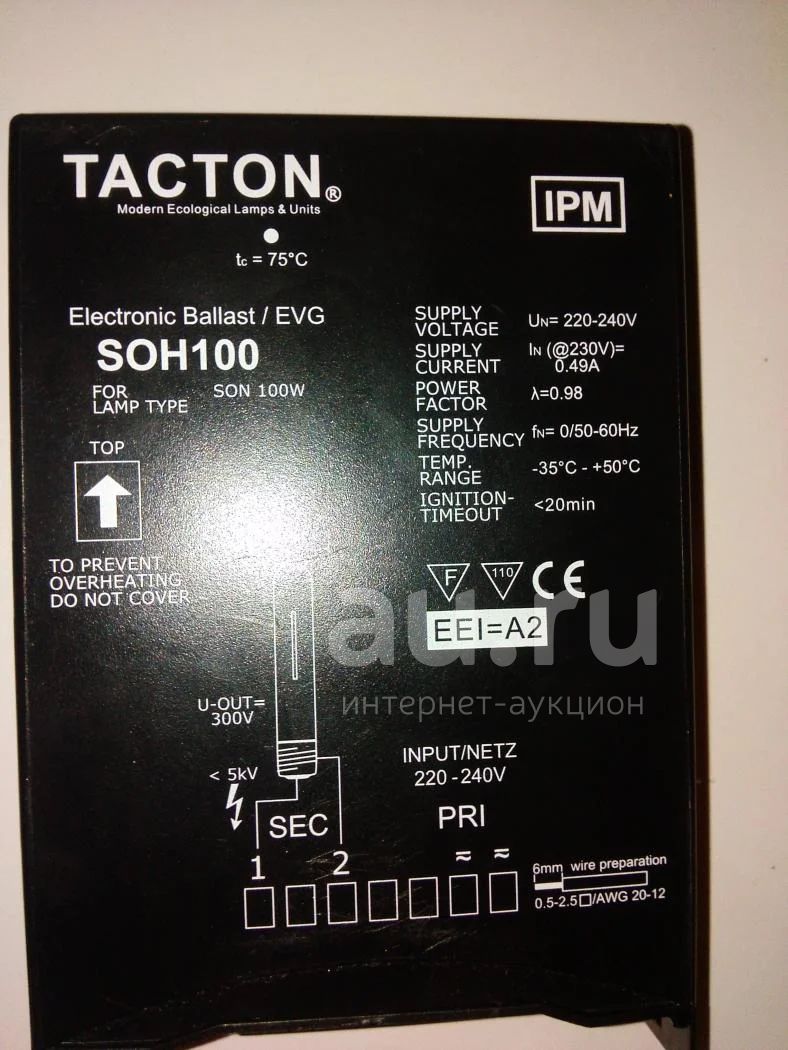 TACTON®
Modern Ecological Lamps & Units
IPM
tc = 75°C
Electronic Ballast / EVG
SOH100
FOR
LAMP TYPE
SON 100W
TOP
TO PREVENT
OVERHEATING
DO NOT COVER
SUPPLY
VOLTAGE
UN= 220-240V
SUPPLY
CURRENT
IN (@230V)=
0.49A
POWER
FACTOR
λ=0.98
SUPPLY
FREQUENCY
fN= 0/50-60Hz
TEMP.
RANGE
-35°C - +50°C
IGNITION-
TIMEOUT
<20min
F
110
CE
EEI=A2
au.ru
интернет-аукцион
U-OUT=
300V
< 5kV
SEC
1
2
INPUT/NETZ
220-240V
PRI
≈ ≈
6mm wire preparation
0.5-2.5□/AWG 20-12